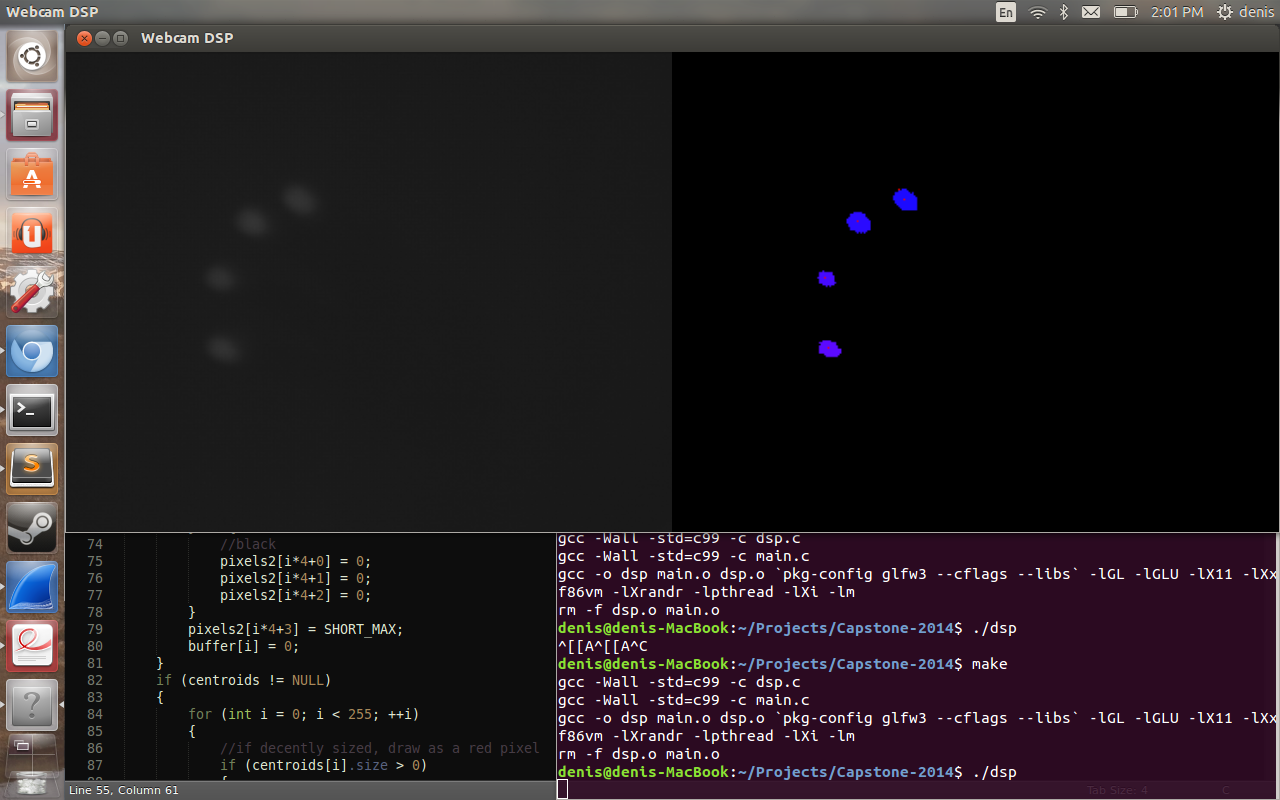 Webcam DSP
En
2:01 PM
denis
Webcam DSP
74 //black
75 pixels2[i*4+0] = 0;
76 pixels2[i*4+1] = 0;
77 pixels2[i*4+2] = 0;
78 }
79 pixels2[i*4+3] = SHORT_MAX;
80 buffer[i] = 0;
81 }
82 if (centroids != NULL)
83 {
84 for (int i = 0; i < 255; ++i)
85 {
86 //if decently sized, draw as a red pixel
87 if (centroids[i].size > 0)
Line 55, Column 61
gcc -Wall -std=c99 -c dsp.c
gcc -Wall -std=c99 -c main.c
gcc -o dsp main.o dsp.o `pkg-config glfw3 --cflags --libs` -lGL -lGLU -lX11 -lXx
f86vm -lXrandr -lpthread -lXi -lm
rm -f dsp.o main.o
denis@denis-MacBook:~/Projects/Capstone-2014$ ./dsp
^[[A^[[A^C
denis@denis-MacBook:~/Projects/Capstone-2014$ make
gcc -Wall -std=c99 -c dsp.c
gcc -Wall -std=c99 -c main.c
gcc -o dsp main.o dsp.o `pkg-config glfw3 --cflags --libs` -lGL -lGLU -lX11 -lXx
f86vm -lXrandr -lpthread -lXi -lm
rm -f dsp.o main.o
denis@denis-MacBook:~/Projects/Capstone-2014$ ./dsp
Tab Size: 4
C